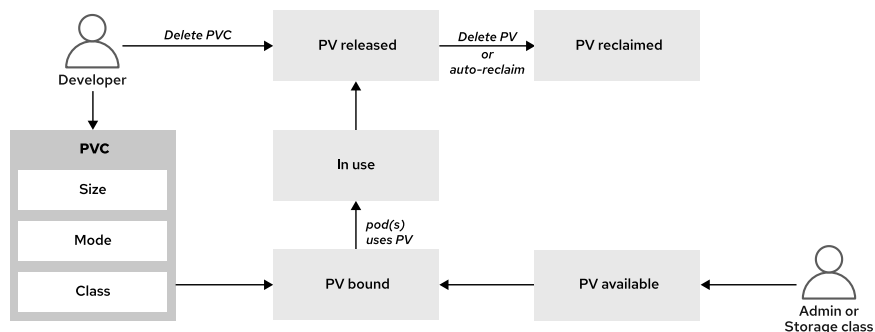 Delete PVC
PV released
Delete PV
or
auto-reclaim
PV reclaimed
Developer
PVC
Size
Mode
Class
In use
pod(s)
uses PV
PV bound
PV available
Admin or
Storage class